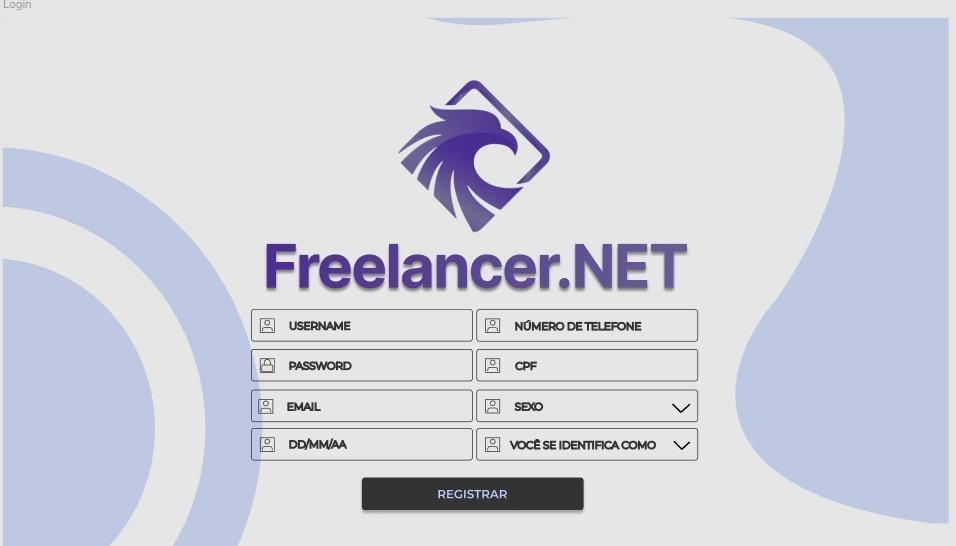 Login
Freelancer.NET
USERNAME
NÚMERO DE TELEFONE
PASSWORD
CPF
EMAIL
SEXO
DD/MM/AA
VOCÊ SE IDENTIFICA COMO
REGISTRAR